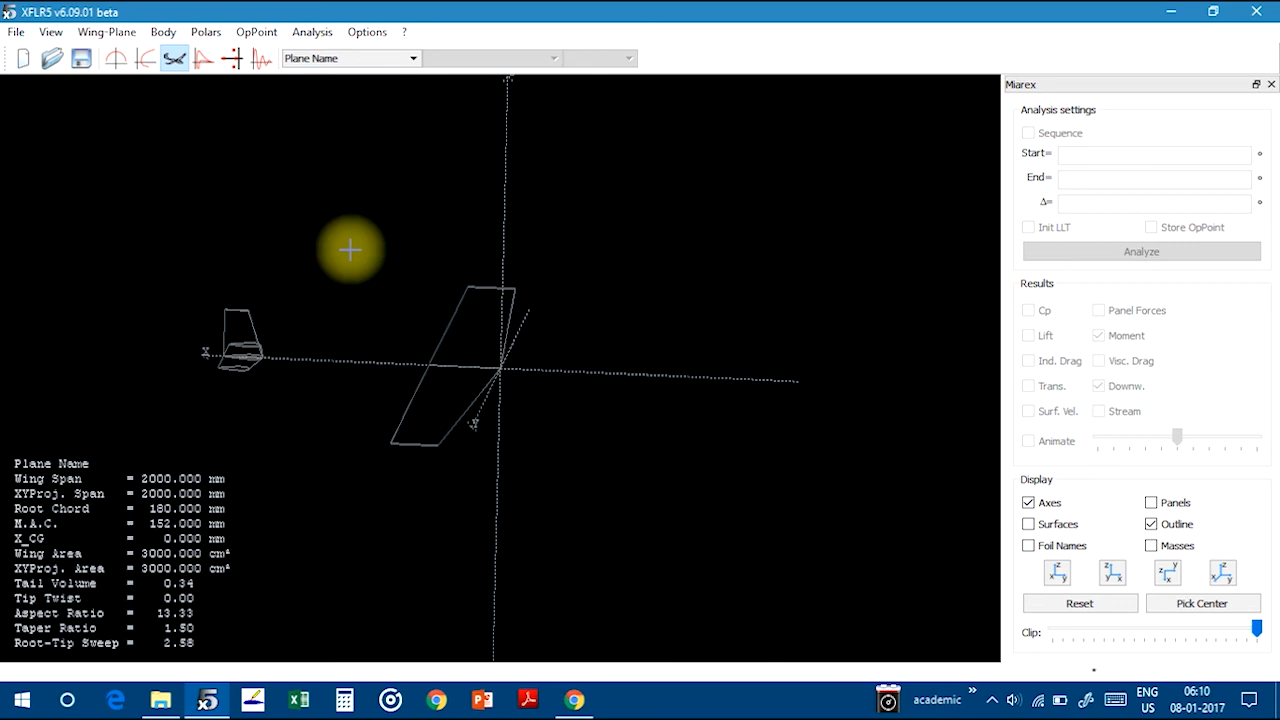 XFLR5 v6.09.01 beta
File View Wing-Plane Body Polars OpPoint Analysis Options ?
Plane Name
Miarex
Analysis settings
Sequence
Start= °
End= °
Δ= °
Init LLT Store OpPoint
Analyze
Results
Cp Panel Forces
Lift Moment
Ind. Drag Visc. Drag
Trans. Downw.
Surf. Vel. Stream
Animate
Display
Axes Panels
Surfaces Outline
Foil Names Masses
Reset Pick Center
Clip:
X
Plane Name
Wing Span = 2000.000 mm
XYProj. Span = 2000.000 mm
Root Chord = 180.000 mm
M.A.C. = 152.000 mm
X_CG = 0.000 mm
Wing Area = 3000.000 cm²
XYProj. Area = 3000.000 cm²
Tail Volume = 0.34
Tip Twist = 0.00
Aspect Ratio = 13.33
Taper Ratio = 1.50
Root-Tip Sweep = 2.58
academic
ENG
US
06:10
08-01-2017